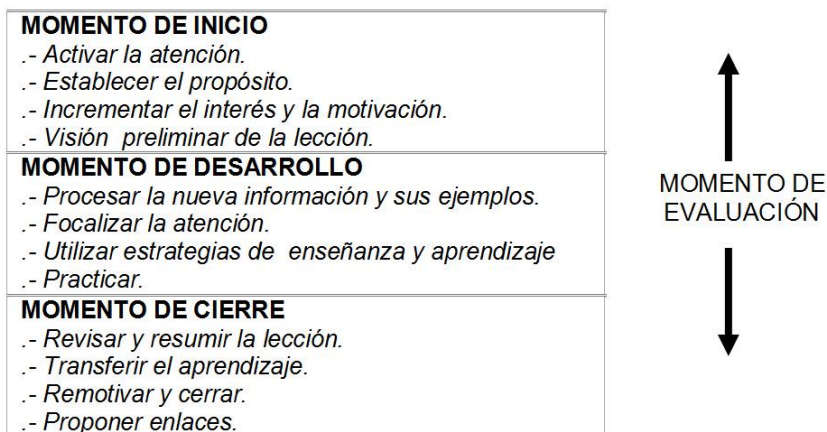 MOMENTO DE INICIO
.- Activar la atención.
.- Establecer el propósito.
.- Incrementar el interés y la motivación.
.- Visión preliminar de la lección.
MOMENTO DE DESARROLLO
.- Procesar la nueva información y sus ejemplos.
.- Focalizar la atención.
.- Utilizar estrategias de enseñanza y aprendizaje
.- Practicar.
MOMENTO DE CIERRE
.- Revisar y resumir la lección.
.- Transferir el aprendizaje.
.- Remotivar y cerrar.
.- Proponer enlaces.
MOMENTO DE
EVALUACIÓN